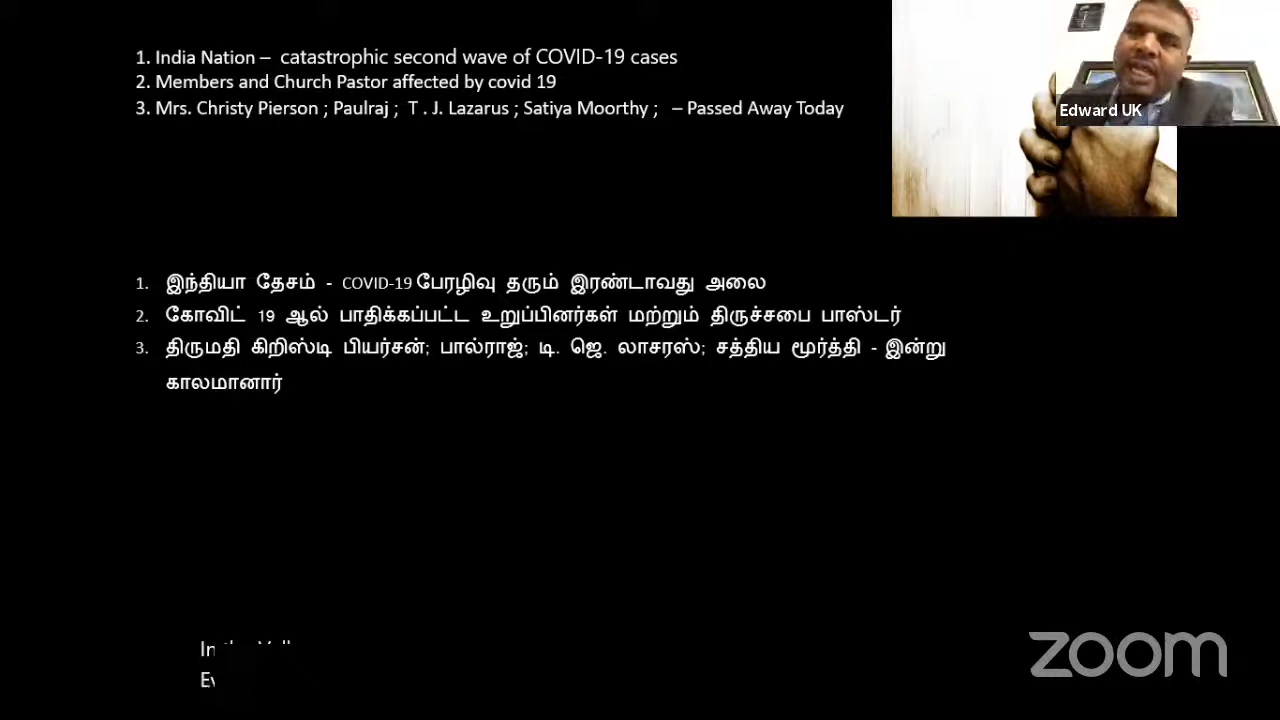 1. India Nation – catastrophic second wave of COVID-19 cases
2. Members and Church Pastor affected by covid 19
3. Mrs. Christy Pierson ; Paulraj ; T . J. Lazarus ; Satiya Moorthy ; – Passed Away Today
Edward UK
1. இந்தியா தேசம் - COVID-19 பேரழிவு தரும் இரண்டாவது அலை
2. கோவிட் 19 ஆல் பாதிக்கப்பட்ட உறுப்பினர்கள் மற்றும் திருச்சபை பாஸ்டர்
3. திருமதி கிறிஸ்டி பியர்சன்; பால்ராஜ்; டி. ஜெ. லாசரஸ்; சத்திய மூர்த்தி - இன்று
காலமானார்
zoom